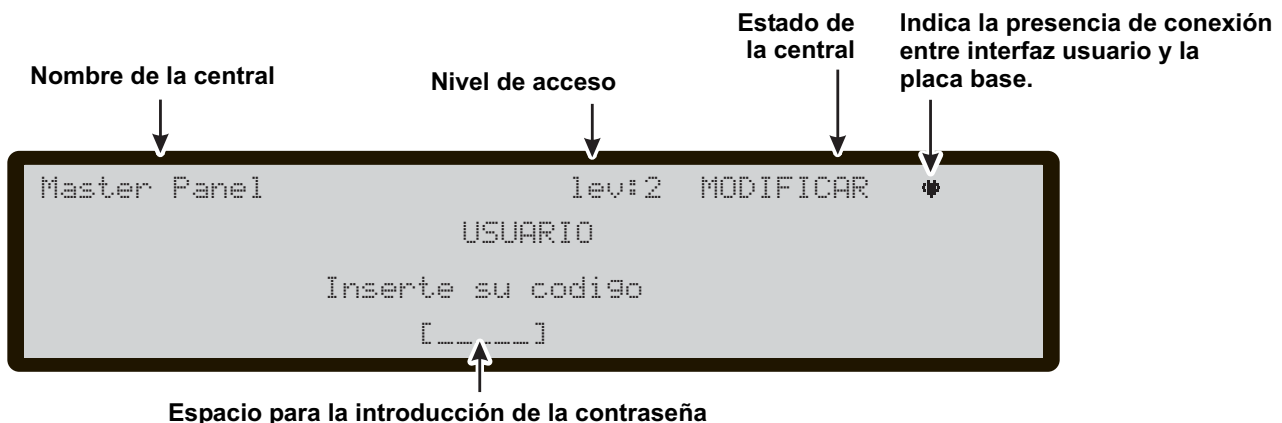 Nombre de la central
Nivel de acceso
Estado de
la central
Indica la presencia de conexión
entre interfaz usuario y la
placa base.
Master Panel lev:2 MODIFICAR
USUARIO
Inserte su codigo
[_____]
Espacio para la introducción de la contraseña